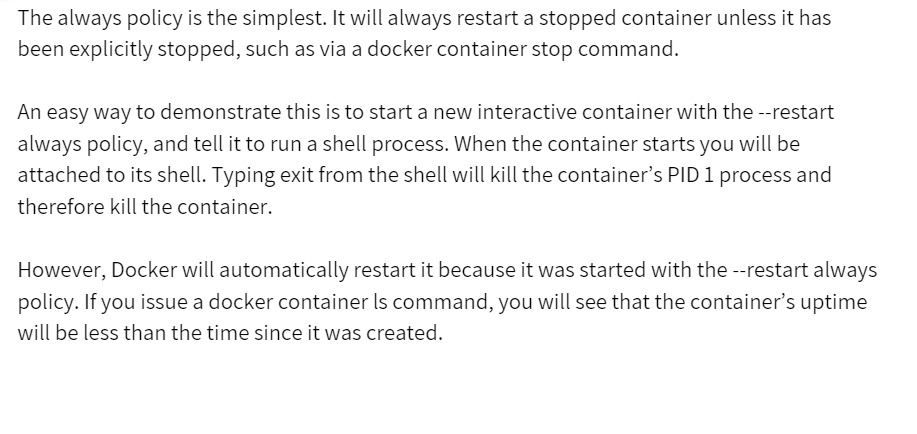 The always policy is the simplest. It will always restart a stopped container unless it has
been explicitly stopped, such as via a docker container stop command.
An easy way to demonstrate this is to start a new interactive container with the --restart
always policy, and tell it to run a shell process. When the container starts you will be
attached to its shell. Typing exit from the shell will kill the container’s PID 1 process and
therefore kill the container.
However, Docker will automatically restart it because it was started with the --restart always
policy. If you issue a docker container ls command, you will see that the container’s uptime
will be less than the time since it was created.